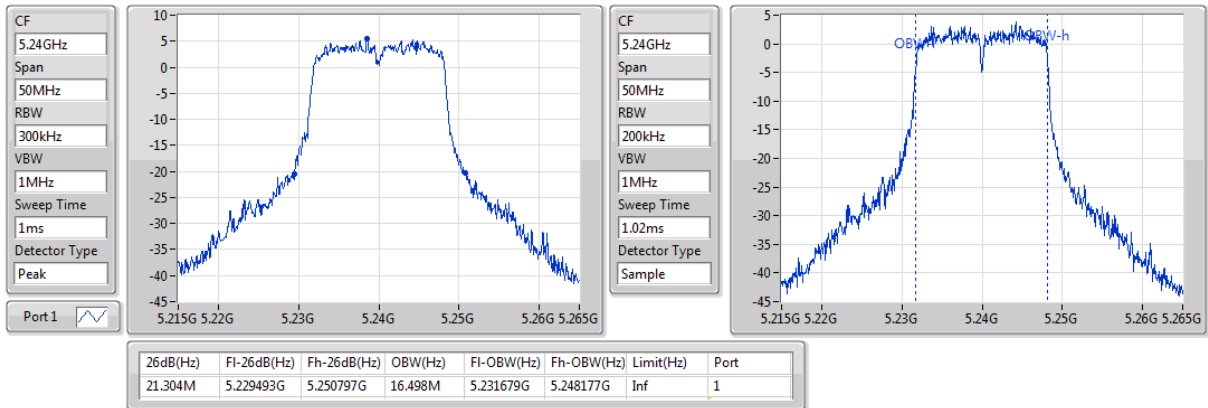 CF
5.24GHz
Span
50MHz
RBW
300kHz
VBW
1MHz
Sweep Time
1ms
Detector Type
Peak
Port 1
10
5
0
-5
-10
-15
-20
-25
-30
-35
-40
-45
5.215G 5.22G 5.23G 5.24G 5.25G 5.26G 5.265G
CF
5.24GHz
Span
50MHz
RBW
200kHz
VBW
1MHz
Sweep Time
1.02ms
Detector Type
Sample
5
0
-5
-10
-15
-20
-25
-30
-35
-40
-45
5.215G 5.22G 5.23G 5.24G 5.25G 5.26G 5.265G
26dB(Hz) Fl-26dB(Hz) Fh-26dB(Hz) OBW(Hz) Fl-OBW(Hz) Fh-OBW(Hz) Limit(Hz) Port
21.304M 5.229493G 5.250797G 16.498M 5.231679G 5.248177G Inf 1